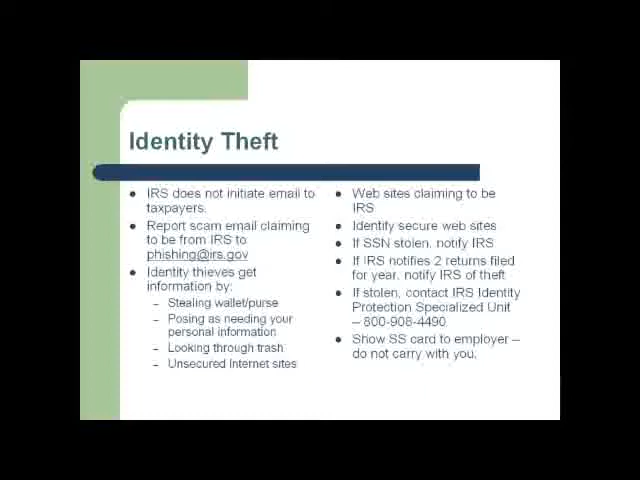 Identity Theft
IRS does not initiate email to
taxpayers.
Report scam email claiming
to be from IRS to
phishing@irs.gov
Identity thieves get
information by:
– Stealing wallet/purse
– Posing as needing your
personal information
– Looking through trash
– Unsecured Internet sites
Web sites claiming to be
IRS
Identify secure web sites
If SSN stolen, notify IRS
If IRS notifies 2 returns filed
for year, notify IRS of theft
If stolen, contact IRS Identity
Protection Specialized Unit
– 800-908-4490
Show SS card to employer –
do not carry with you.